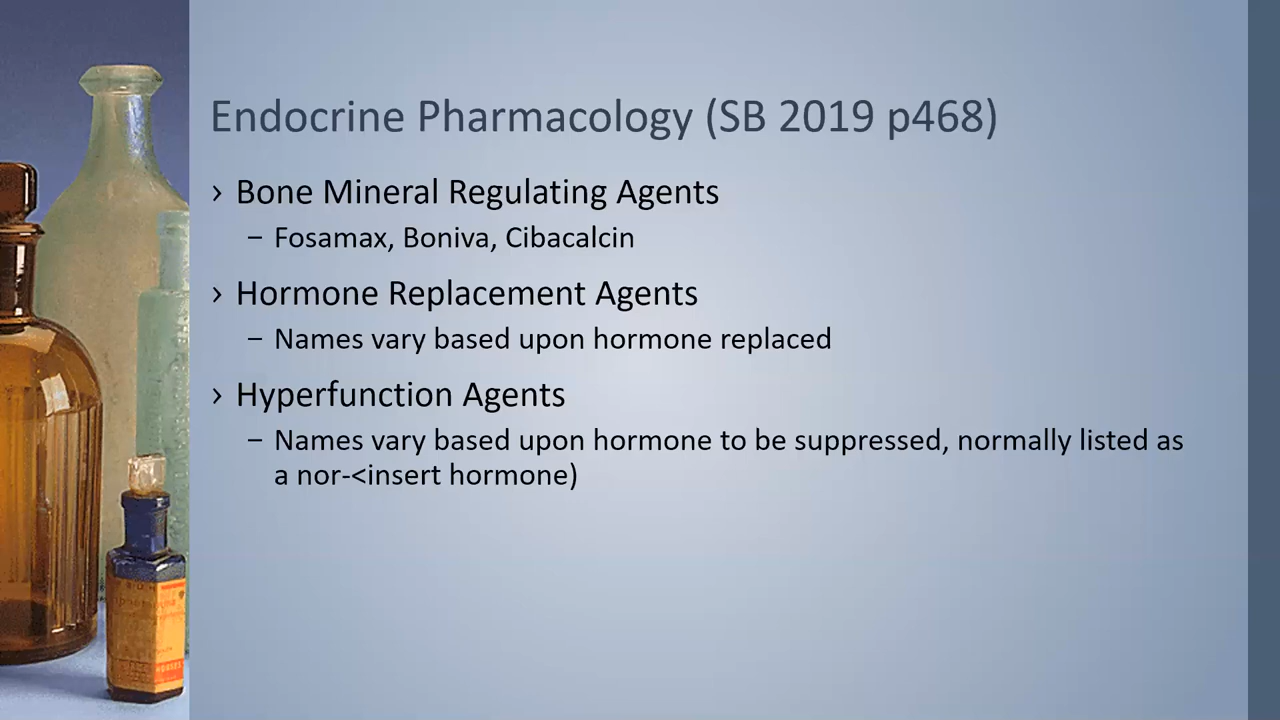 Endocrine Pharmacology (SB 2019 p468)
› Bone Mineral Regulating Agents
– Fosamax, Boniva, Cibacalcin
› Hormone Replacement Agents
– Names vary based upon hormone replaced
› Hyperfunction Agents
– Names vary based upon hormone to be suppressed, normally listed as
a nor-<insert hormone)